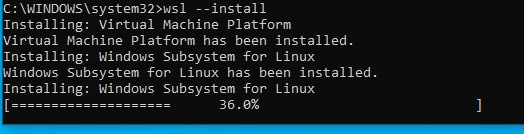 C:\WINDOWS\system32>wsl --install
Installing: Virtual Machine Platform
Virtual Machine Platform has been installed.
Installing: Windows Subsystem for Linux
Windows Subsystem for Linux has been installed.
Installing: Windows Subsystem for Linux
[==================== 36.0% ]